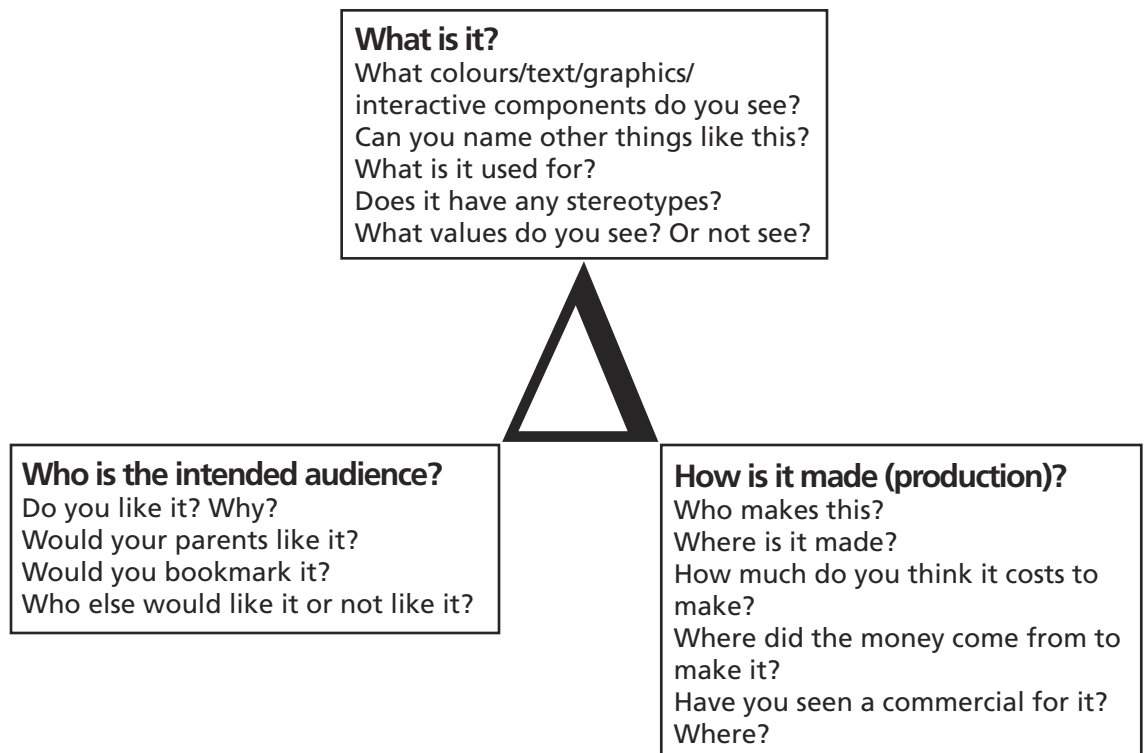 What is it?
What colours/text/graphics/
interactive components do you see?
Can you name other things like this?
What is it used for?
Does it have any stereotypes?
What values do you see? Or not see?
Who is the intended audience?
Do you like it? Why?
Would your parents like it?
Would you bookmark it?
Who else would like it or not like it?
How is it made (production)?
Who makes this?
Where is it made?
How much do you think it costs to
make?
Where did the money come from to
make it?
Have you seen a commercial for it?
Where?